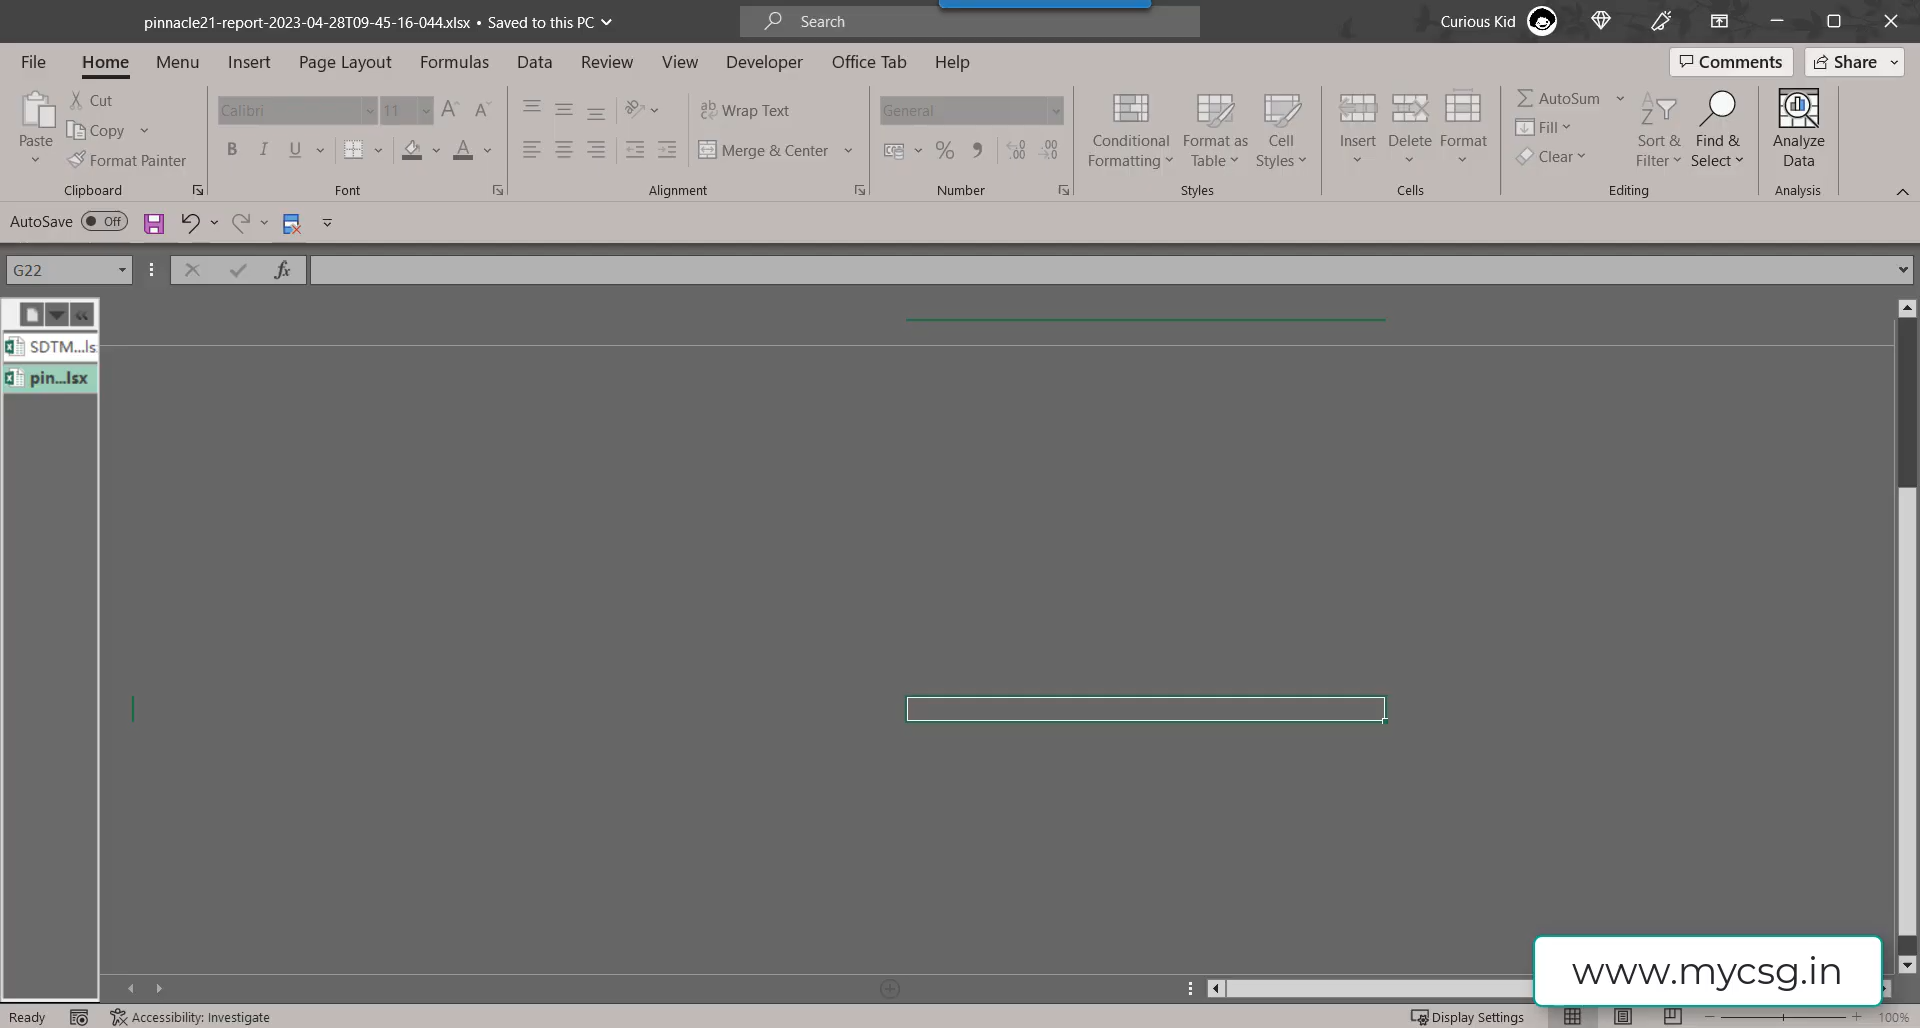 pinnacle21-report-2023-04-28T09-45-16-044.xlsx • Saved to this PC
Search
Curious Kid
File Home Menu Insert Page Layout Formulas Data Review View Developer Office Tab Help
Comments Share
Paste
Cut
Copy
Format Painter
Clipboard
Calibri 11
B I U
Font
Wrap Text
Merge & Center
Alignment
General
Number
Conditional Formatting
Format as Table
Cell Styles
Styles
Insert Delete Format
Cells
AutoSum
Fill
Clear
Sort & Filter
Find & Select
Editing
Analyze Data
Analysis
AutoSave Off
G22
fx
SDTM...ls
pin...lsx
www.mycsg.in
Ready Accessibility: Investigate Display Settings 100%